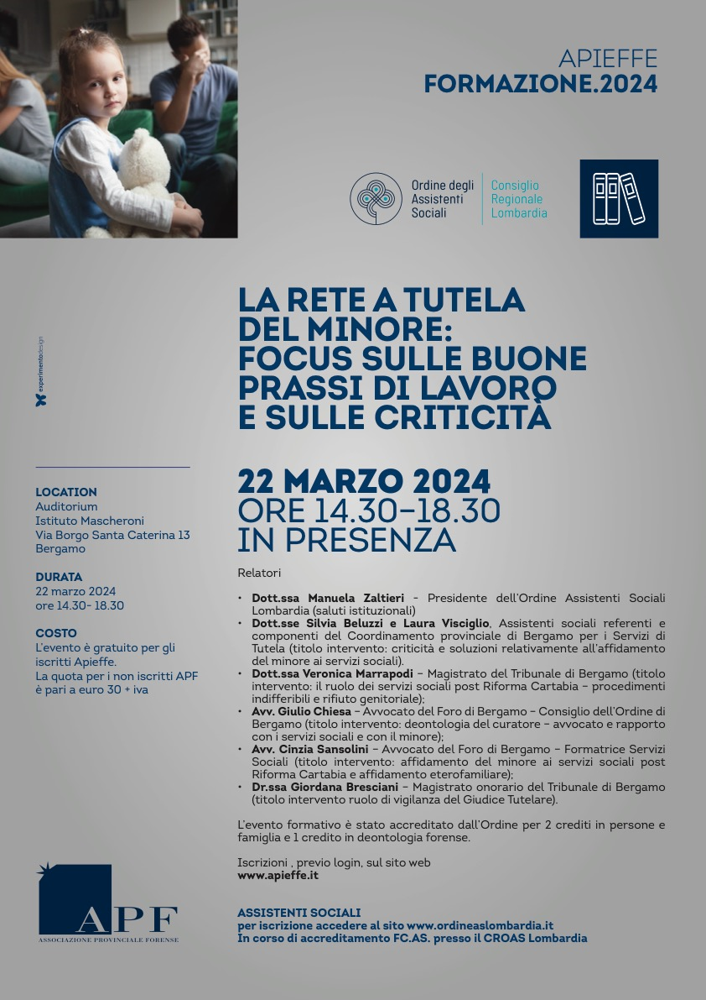 APIEFFE
FORMAZIONE.2024
Ordine degli
Assistenti
Sociali
Consiglio
Regionale
Lombardia
LA RETE A TUTELA
DEL MINORE:
FOCUS SULLE BUONE
PRASSI DI LAVORO
E SULLE CRITICITÀ
experimentodesign
22 MARZO 2024
ORE 14.30–18.30
IN PRESENZA
LOCATION
Auditorium
Istituto Mascheroni
Via Borgo Santa Caterina 13
Bergamo
DURATA
22 marzo 2024
ore 14.30- 18.30
COSTO
L'evento è gratuito per gli
iscritti Apieffe.
La quota per i non iscritti APF
è pari a euro 30 + iva
Relatori
• Dott.ssa Manuela Zaltieri - Presidente dell'Ordine Assistenti Sociali
Lombardia (saluti istituzionali)
• Dott.sse Silvia Beluzzi e Laura Visciglio, Assistenti sociali referenti e
componenti del Coordinamento provinciale di Bergamo per i Servizi di
Tutela (titolo intervento: criticità e soluzioni relativamente all'affidamento
del minore ai servizi sociali).
• Dott.ssa Veronica Marrapodi – Magistrato del Tribunale di Bergamo (titolo
intervento: il ruolo dei servizi sociali post Riforma Cartabia – procedimenti
indifferibili e rifiuto genitoriale);
• Avv. Giulio Chiesa – Avvocato del Foro di Bergamo – Consiglio dell'Ordine di
Bergamo (titolo intervento: deontologia del curatore – avvocato e rapporto
con i servizi sociali e con il minore);
• Avv. Cinzia Sansolini – Avvocato del Foro di Bergamo – Formatrice Servizi
Sociali (titolo intervento: affidamento del minore ai servizi sociali post
Riforma Cartabia e affidamento eterofamiliare);
• Dr.ssa Giordana Bresciani – Magistrato onorario del Tribunale di Bergamo
(titolo intervento ruolo di vigilanza del Giudice Tutelare).
L'evento formativo è stato accreditato dall'Ordine per 2 crediti in persone e
famiglia e 1 credito in deontologia forense.
Iscrizioni , previo login, sul sito web
www.apieffe.it
ASSISTENTI SOCIALI
per iscrizione accedere al sito www.ordineaslombardia.it
In corso di accreditamento FC.AS. presso il CROAS Lombardia
APF
ASSOCIAZIONE PROVINCIALE FORENSE